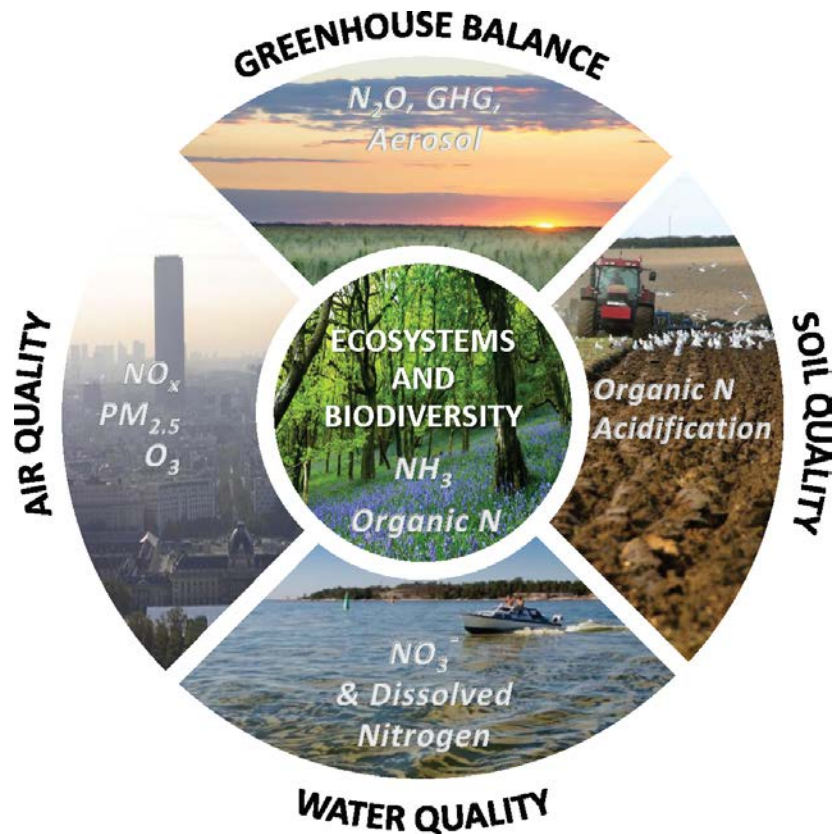 GREENHOUSE BALANCE
N₂O, GHG,
Aerosol
AIR QUALITY
NOₓ
PM₂.₅
O₃
ECOSYSTEMS
AND
BIODIVERSITY
NH₃
Organic N
SOIL QUALITY
Organic N
Acidification
NO₃⁻
& Dissolved
Nitrogen
WATER QUALITY